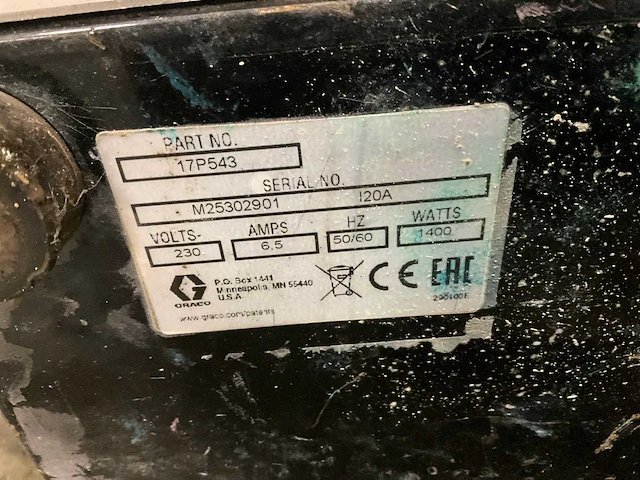 PART NO.
17P543
SERIAL NO.
M25302901 I20A
VOLTS- AMPS HZ WATTS
230 6.5 50/60 1400
GRACO
P.O. Box 1441
Minneapolis, MN 55440
U.S.A
CE EAC
www.graco.com/patents